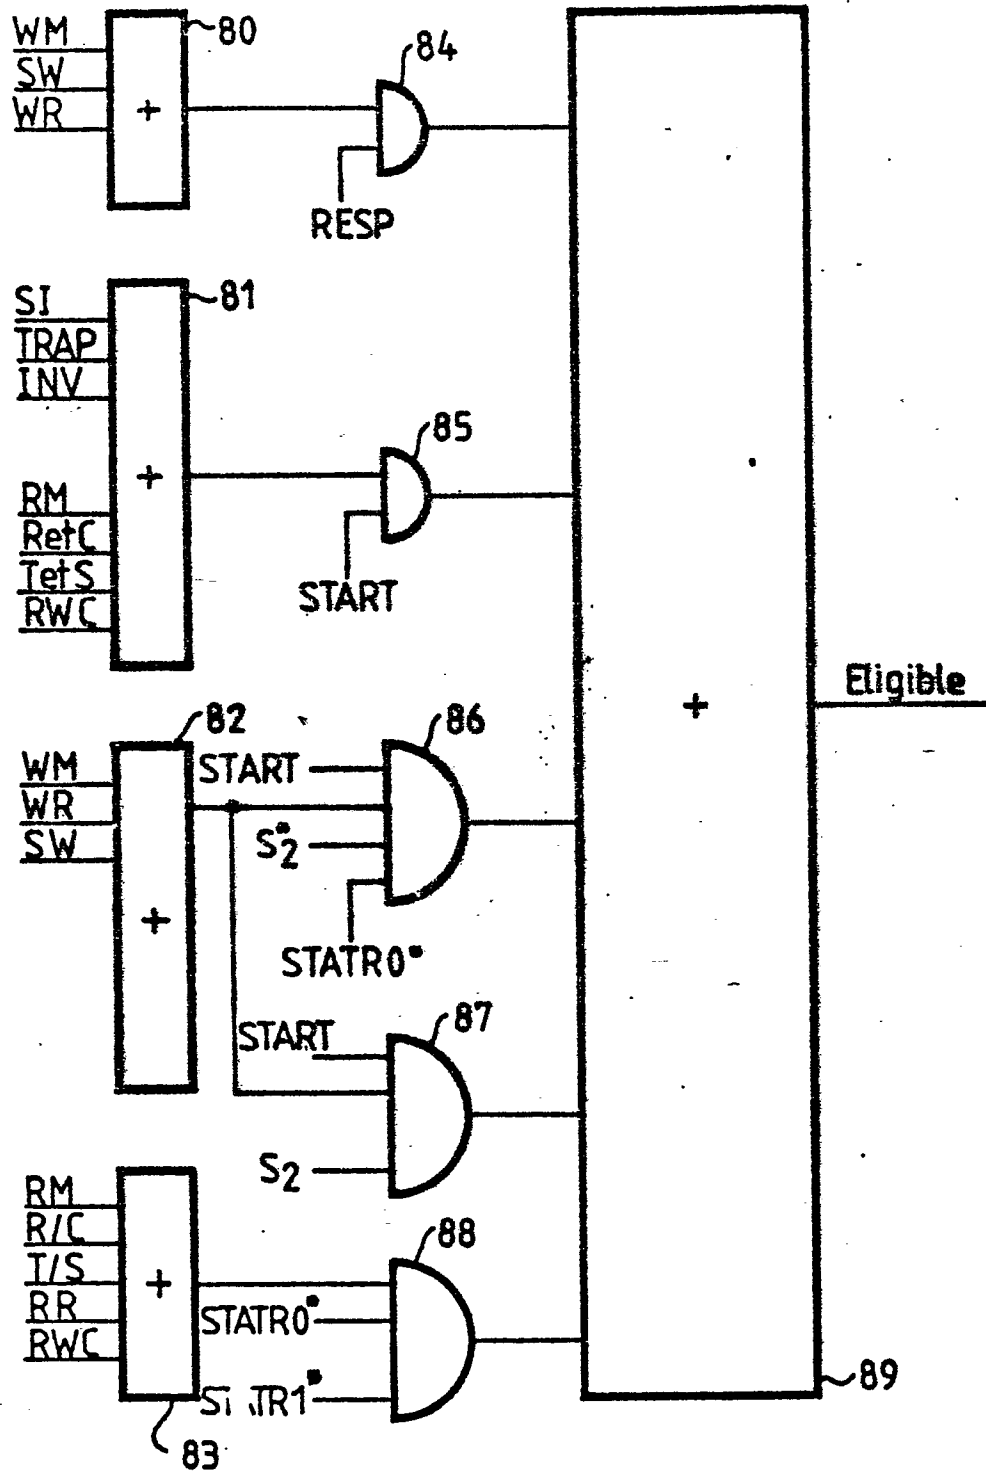 WM
SW
WR
80
+
84
RESP
SI
TRAP
INV
81
+
85
RM
RetC
TetS
RWC
START
Eligible
+
82
86
WM
WR
SW
START
S2*
+
STATR0*
START
87
S2
RM
R/C
T/S
RR
RWC
+
88
STATR0*
89
83